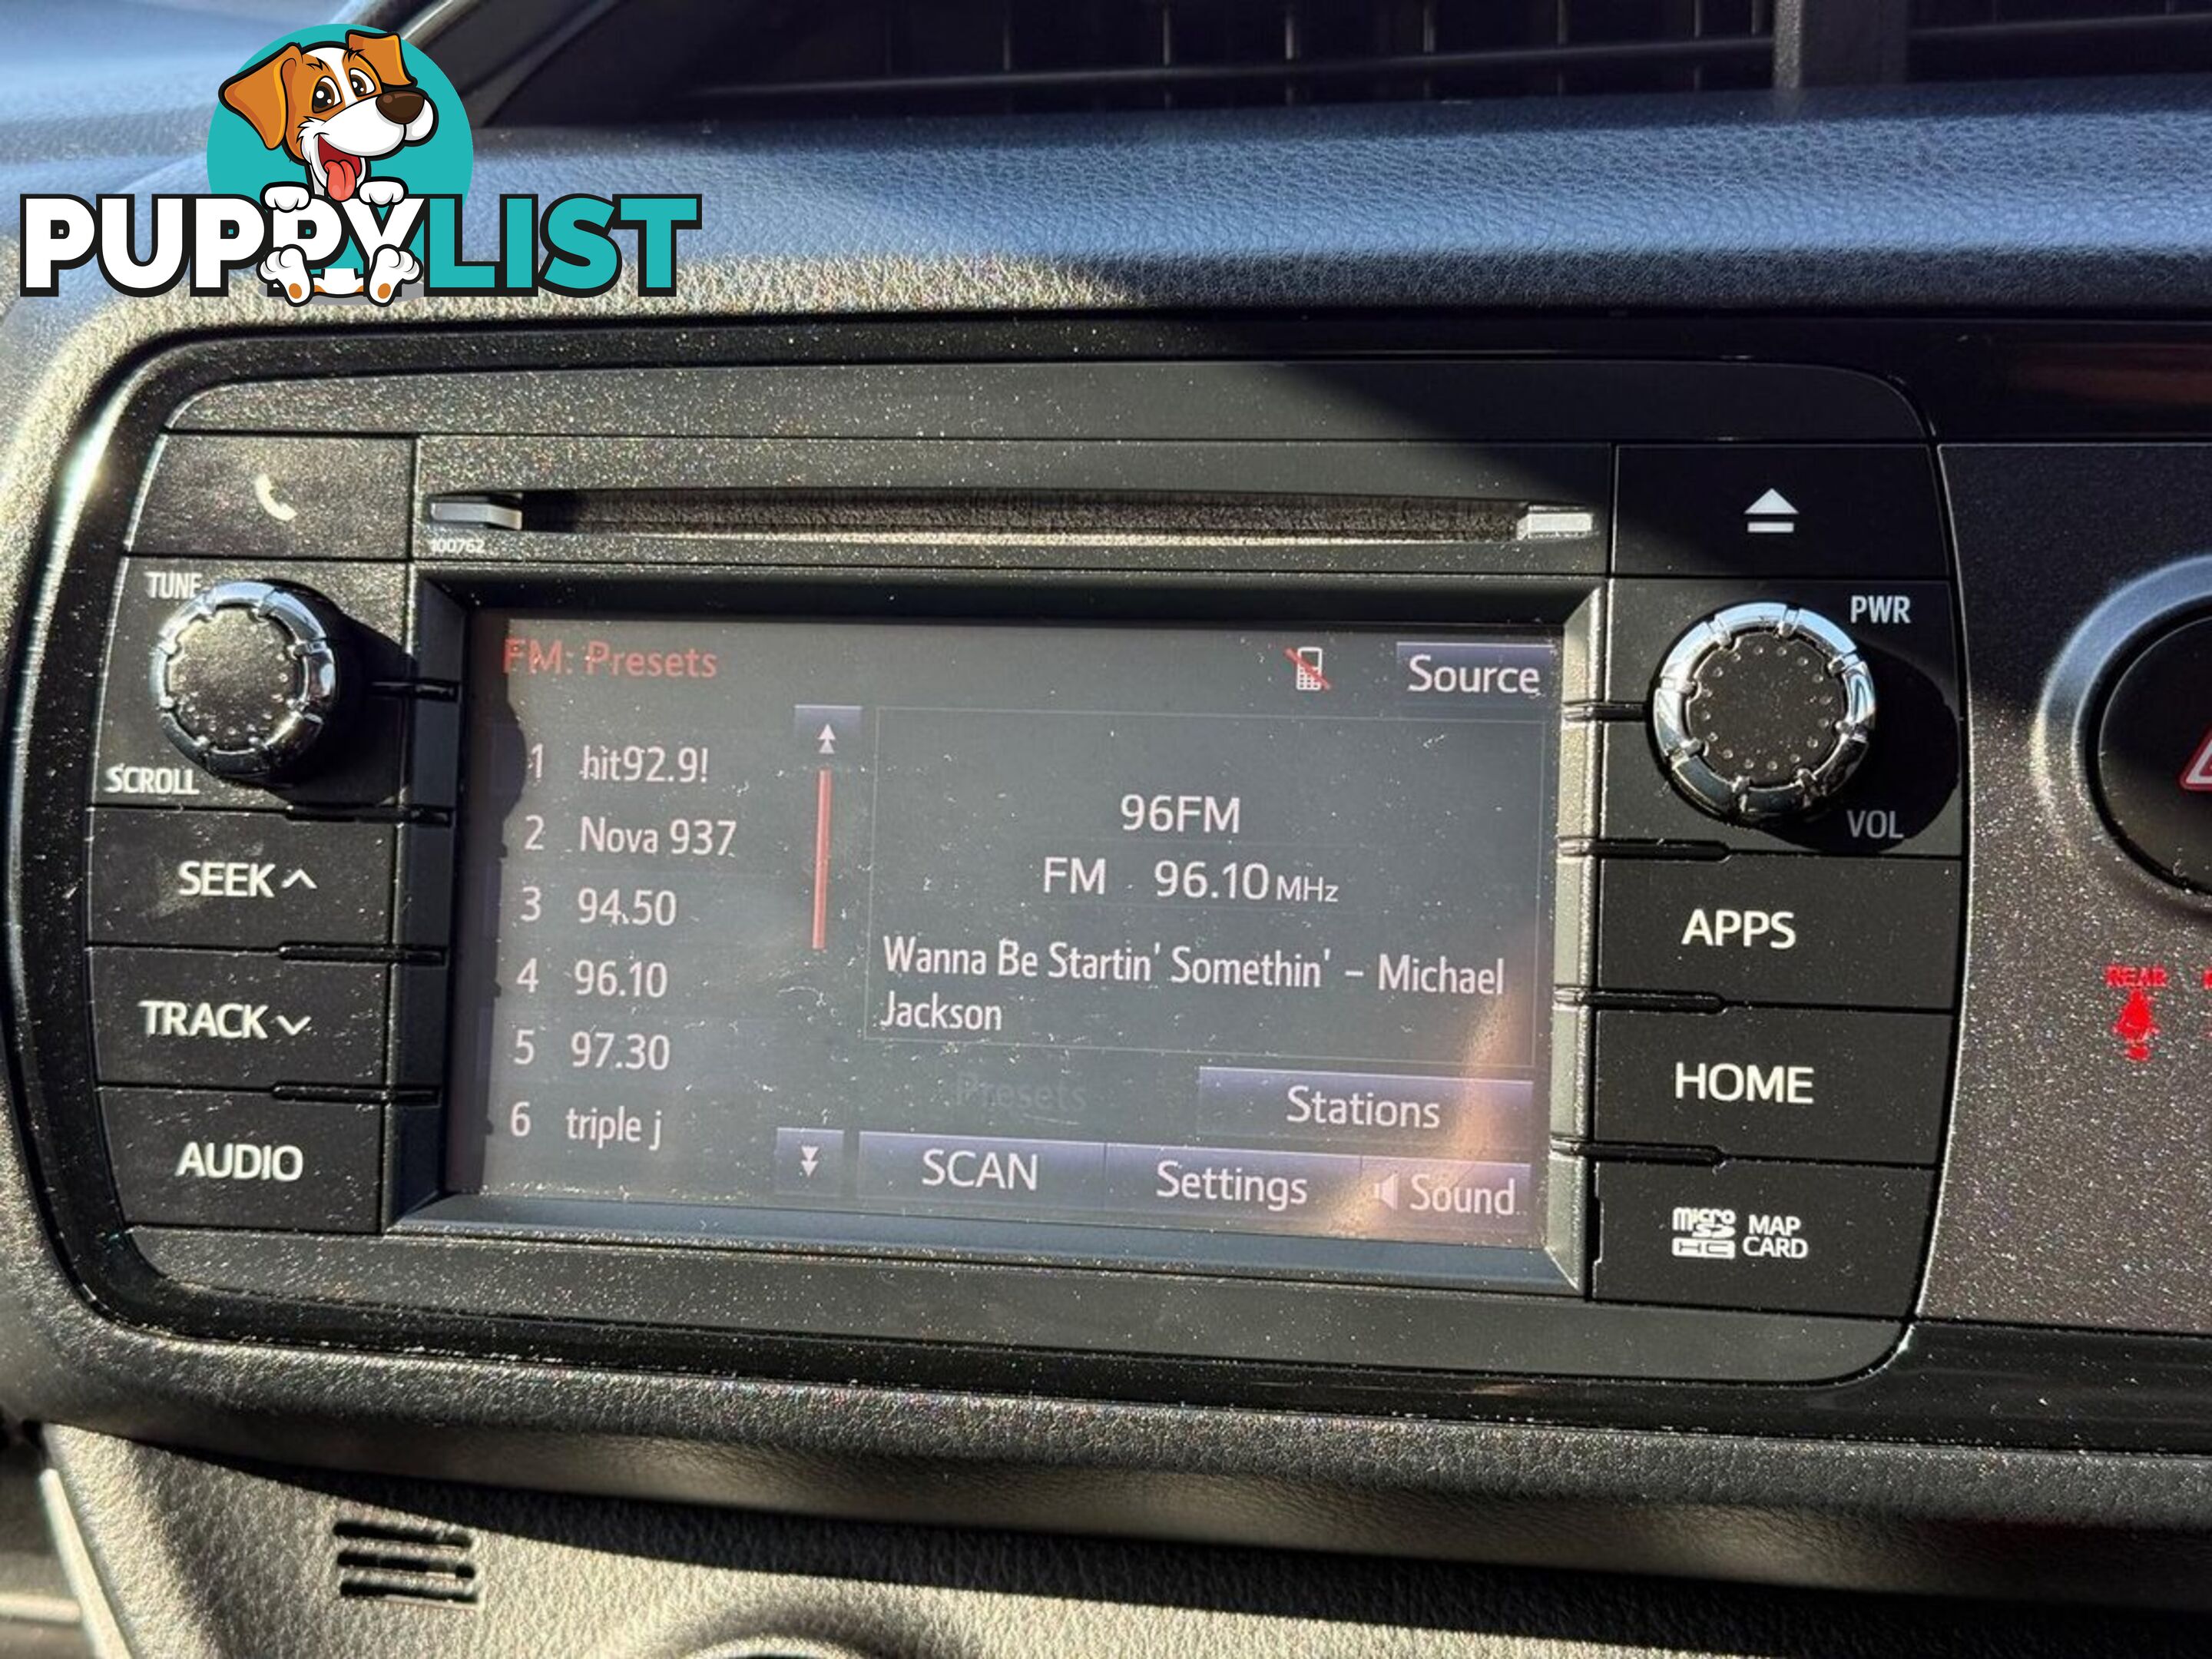 PUPPYLIST
100762
TUNE
SCROLL
SEEK
TRACK
AUDIO
FM: Presets
Source
1 hit92.9!
2 Nova 937
3 94.50
4 96.10
5 97.30
6 triple j
96FM
FM 96.10 MHz
Wanna Be Startin' Somethin' – Michael
Jackson
Presets
Stations
SCAN
Settings
Sound
PWR
VOL
APPS
HOME
micro
SD
HC
MAP
CARD
REAR